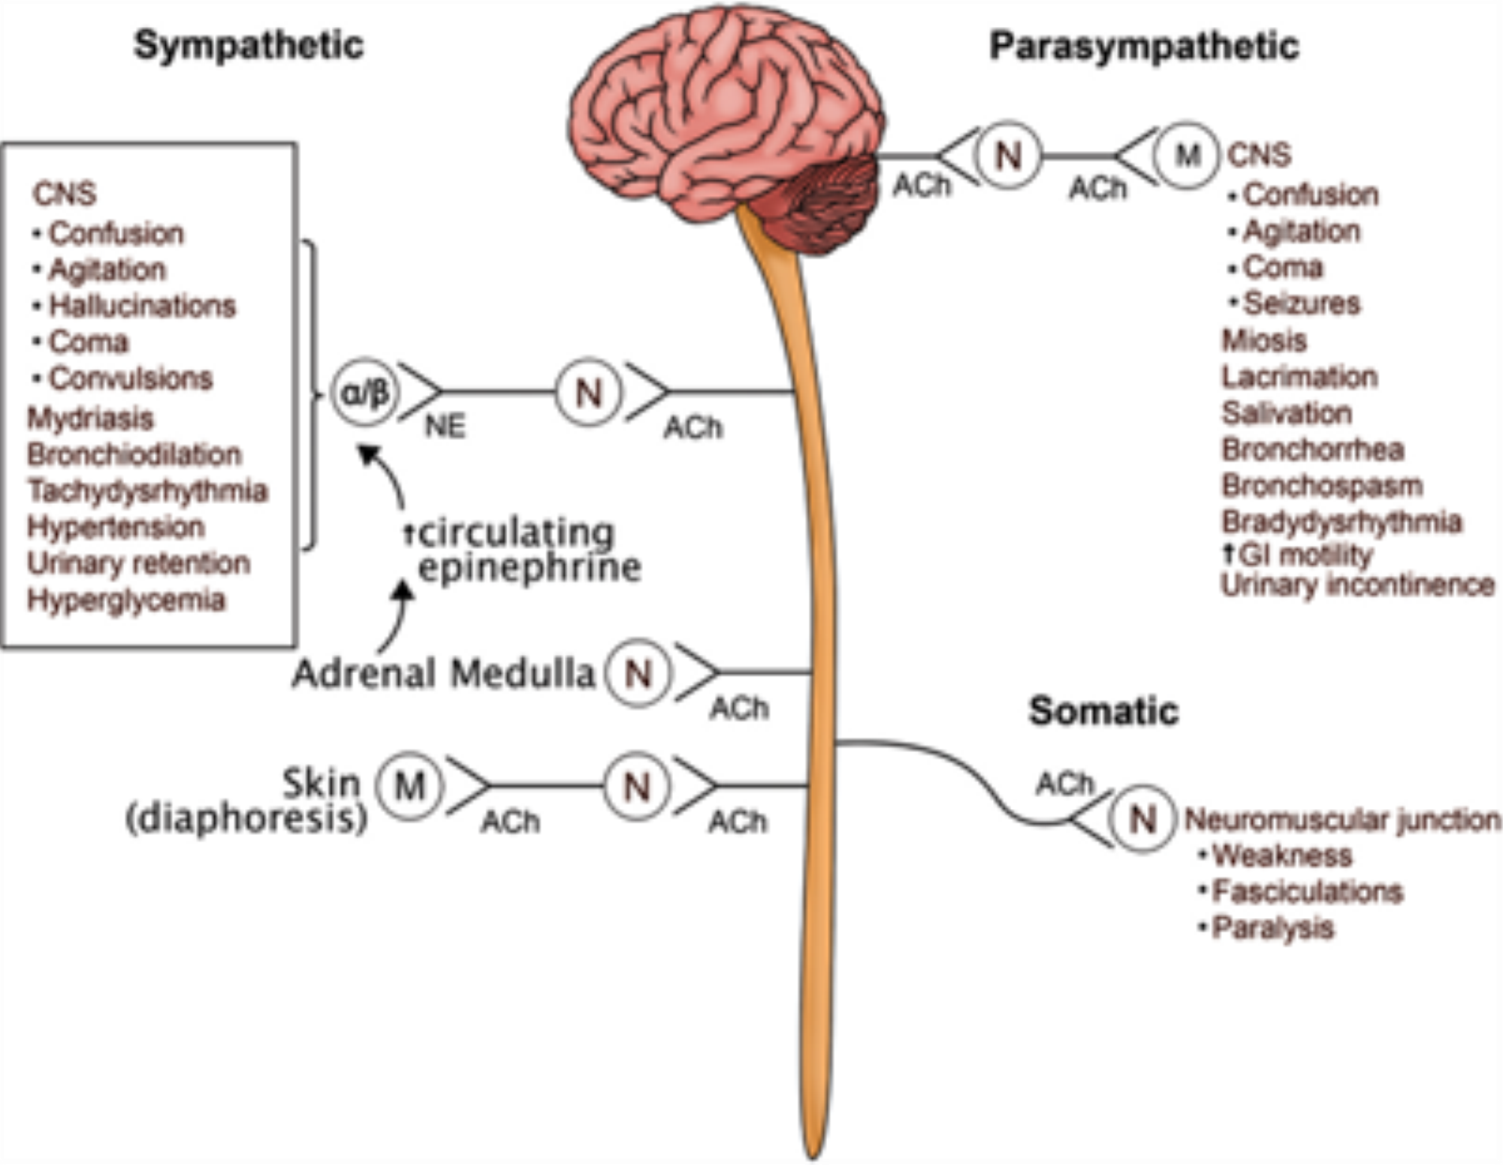 Sympathetic
CNS
• Confusion
• Agitation
• Hallucinations
• Coma
• Convulsions
Mydriasis
Bronchiodilation
Tachydysrhythmia
Hypertension
Urinary retention
Hyperglycemia
α/β
NE
N
ACh
↑circulating
epinephrine
Adrenal Medulla
N
ACh
Skin
(diaphoresis)
M
ACh
N
ACh
Parasympathetic
ACh
N
ACh
M
CNS
• Confusion
• Agitation
• Coma
• Seizures
Miosis
Lacrimation
Salivation
Bronchorrhea
Bronchospasm
Bradydysrhythmia
↑GI motility
Urinary incontinence
Somatic
ACh
N
Neuromuscular junction
• Weakness
• Fasciculations
• Paralysis